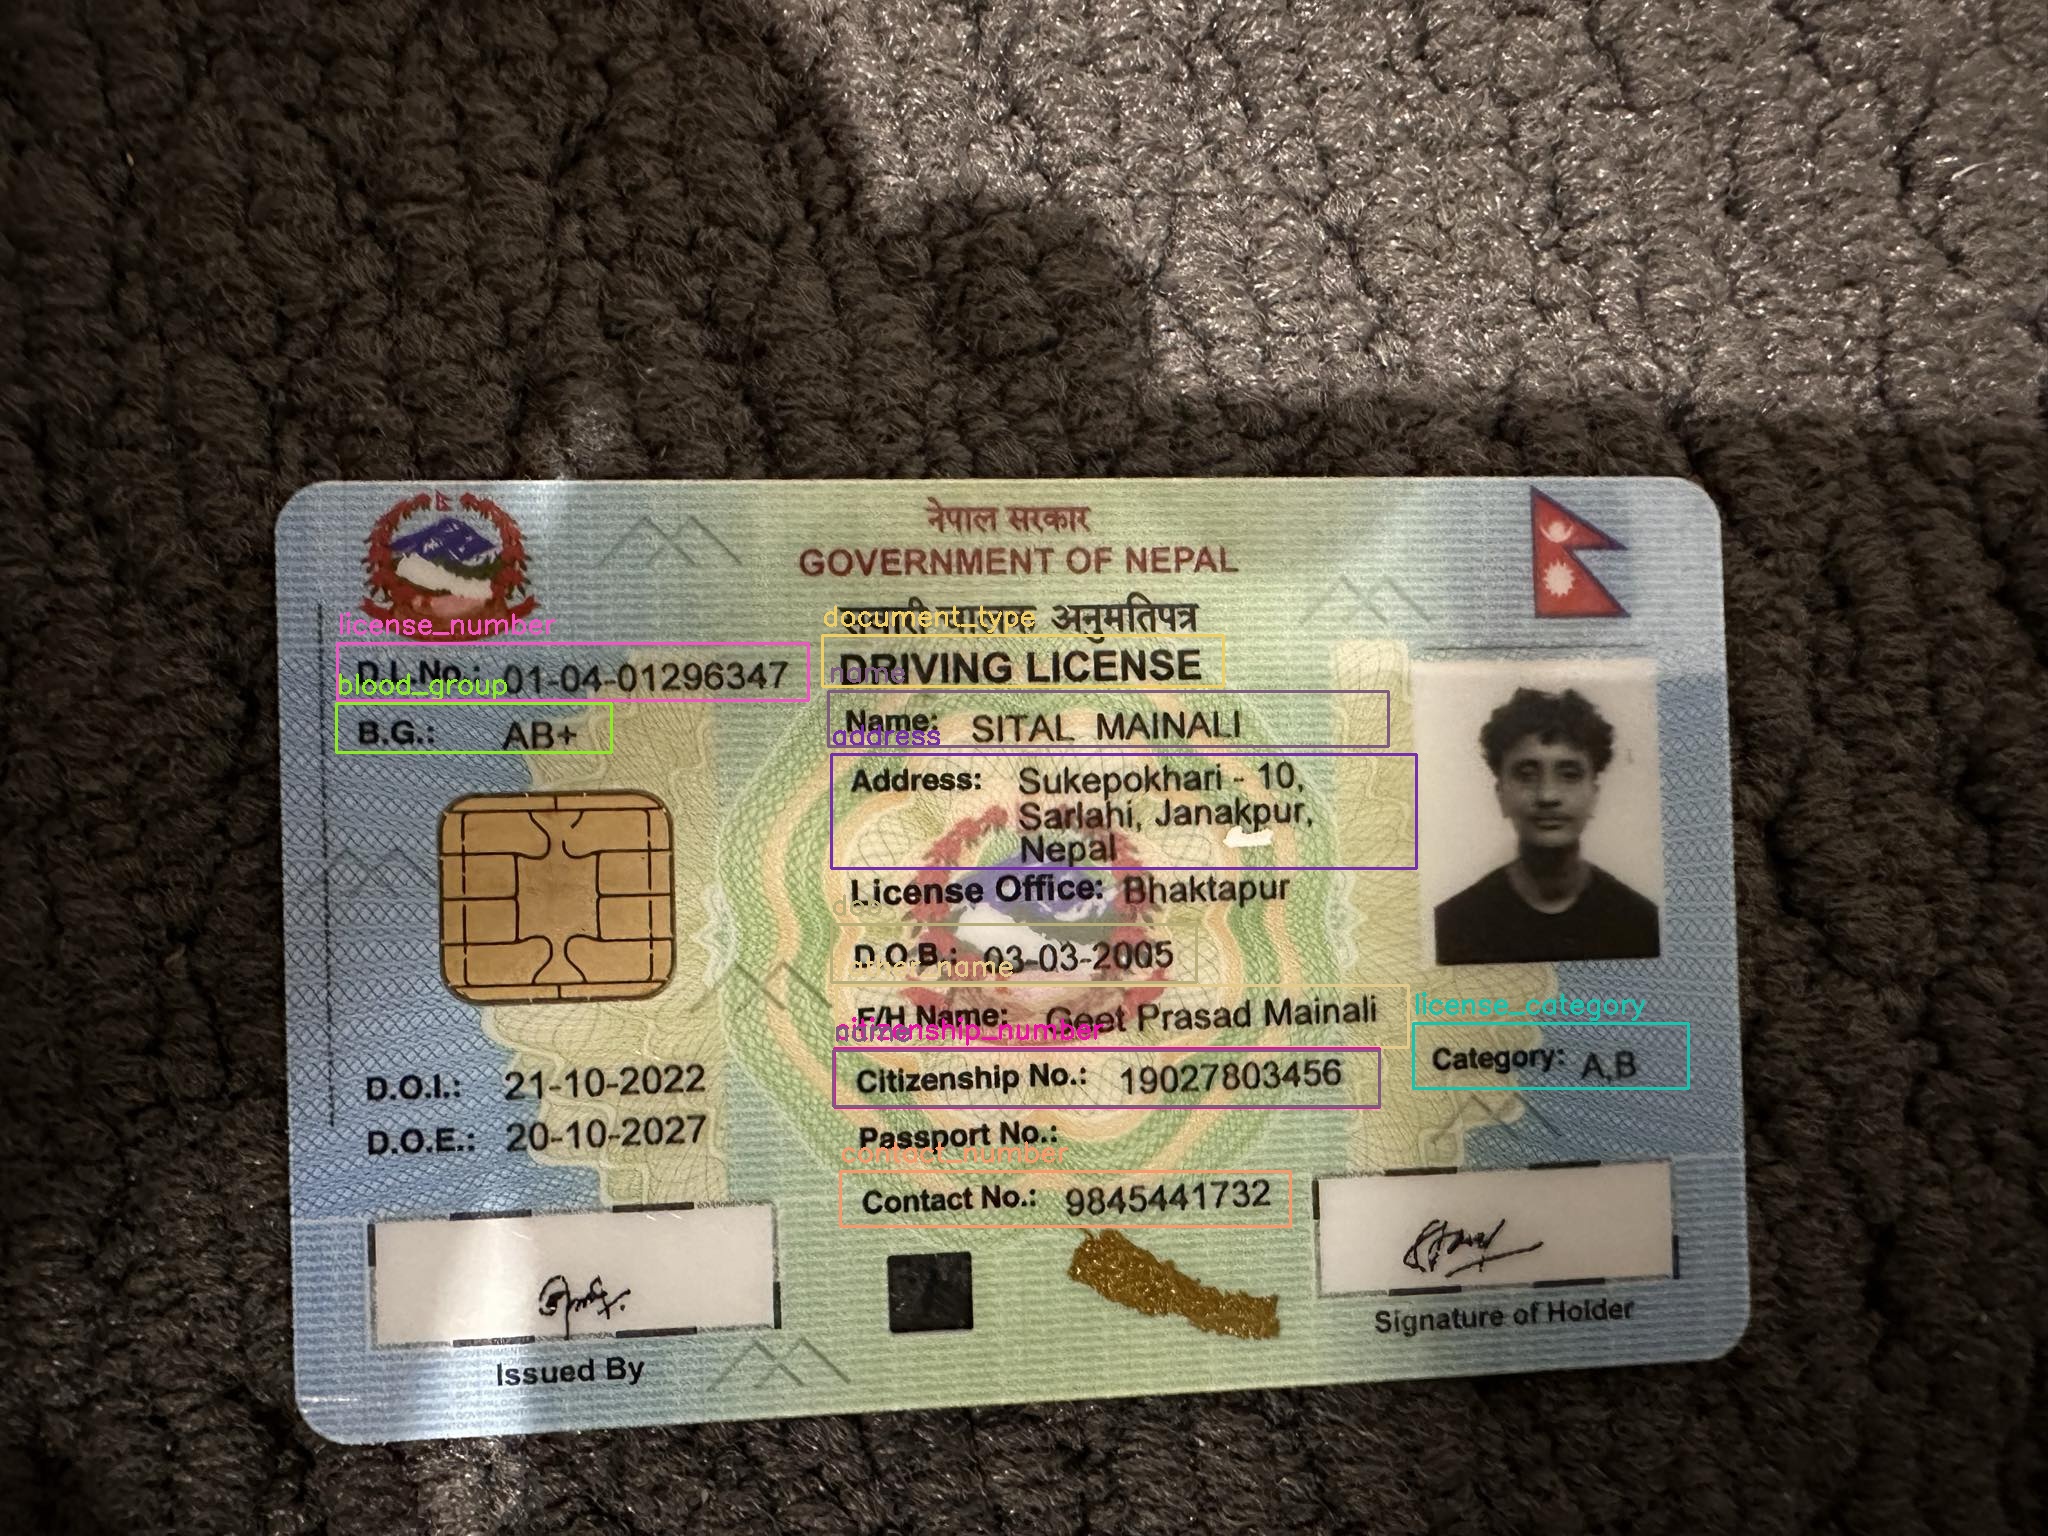 नेपाल सरकार
GOVERNMENT OF NEPAL
सवारी चालक अनुमतिपत्र
document_type
DRIVING LICENSE
license_number
D.L.No.: 01-04-01296347
blood_group
B.G.: AB+
name
Name: SITAL MAINALI
address
Address: Sukepokhari - 10,
Sarlahi, Janakpur,
Nepal
License Office: Bhaktapur
D.O.B.: 03-03-2005
father_name
F/H Name: Geet Prasad Mainali
citizenship_number
Citizenship No.: 19027803456
license_category
Category: A,B
D.O.I.: 21-10-2022
D.O.E.: 20-10-2027
Passport No.:
contact_number
Contact No.: 9845441732
Issued By
Signature of Holder